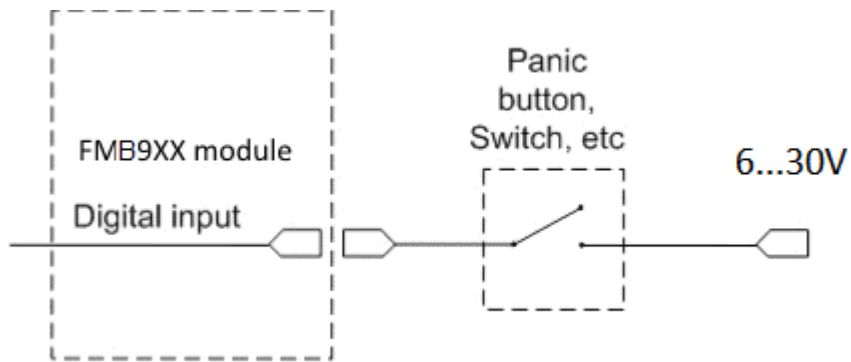 Panic
button,
Switch, etc
6...30V
FMB9XX module
Digital input